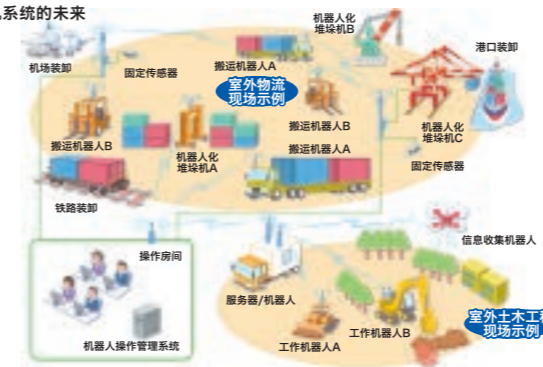 系统的未来
机器人化
堆垛机B
港口装卸
机场装卸
固定传感器
搬运机器人A
室外物流
现场示例
搬运机器人B
搬运机器人B
机器人化
堆垛机A
搬运机器人A
机器人化
堆垛机C
固定传感器
铁路装卸
操作房间
信息收集机器人
服务器/机器人
室外土木工程
现场示例
工作机器人B
工作机器人A
机器人操作管理系统